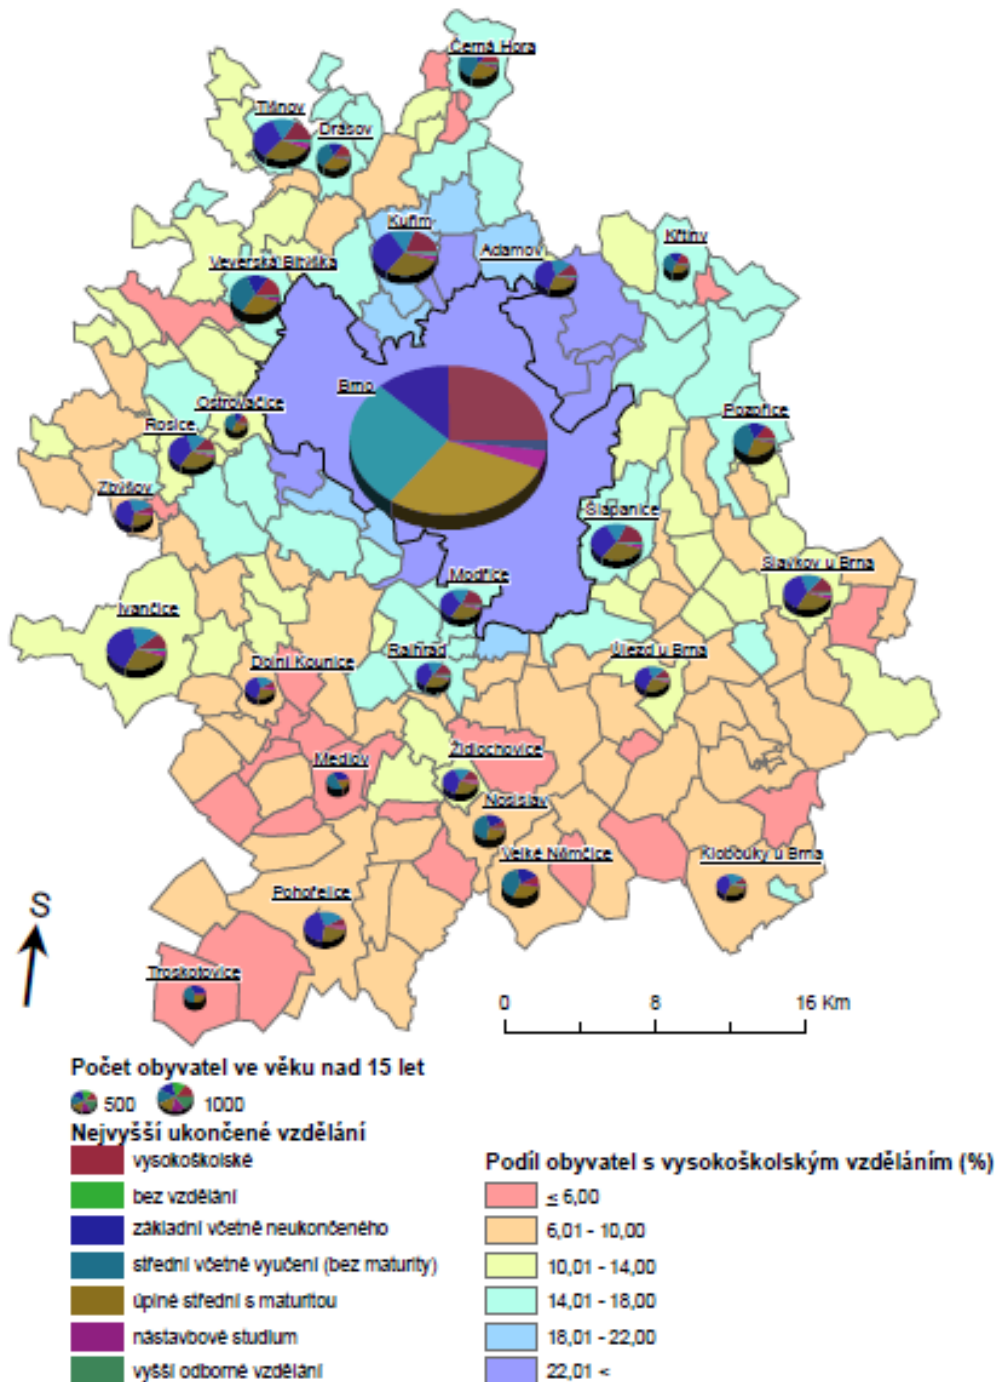 Černá Hora
Tišnov
Drásov
Kuřim
Křtiny
Adamov
Veverská Bítýška
Brno
Ostrovačice
Rosice
Pozořice
Zbýšov
Šlapanice
Modřice
Slavkov u Brna
Ivančice
Rajhrad
Újezd u Brna
Dolní Kounice
Židlochovice
Medlov
Nosislav
Velké Němčice
Klobouky u Brna
Pohořelice
S
Troskotovice
0 8 16 Km
Počet obyvatel ve věku nad 15 let
500 1000
Nejvyšší ukončené vzdělání
vysokoškolské
bez vzdělání
základní včetně neukončeného
střední včetně vyučení (bez maturity)
úplné střední s maturitou
nástavbové studium
vyšší odborné vzdělání
Podíl obyvatel s vysokoškolským vzděláním (%)
≤ 6,00
6,01 - 10,00
10,01 - 14,00
14,01 - 18,00
18,01 - 22,00
22,01 <